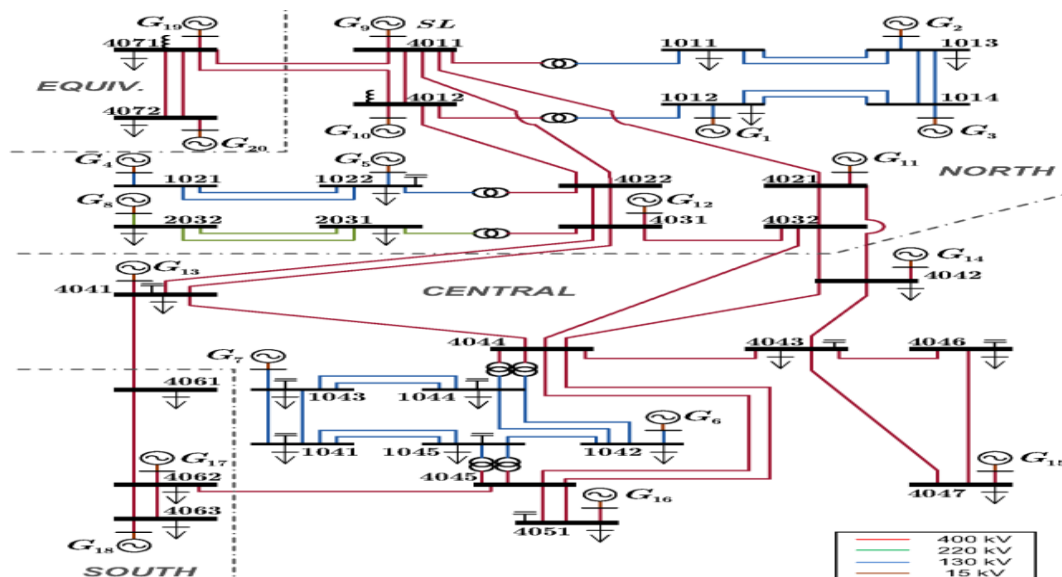 G19 G9 SL G2
4071 4011 1011 1013
EQUIV. 4012 1012 1014
4072 G20 G10 G1 G3
G4 G5 G11
1021 1022 4022 4021 NORTH
G8 G12
2032 2031 4031 4032
G13 G14
4041 CENTRAL 4042
4044 4043 4046
G7
4061 1043 1044
G6
1041 1045 1042
G17 G15
4062 4045 4047
G16
4063 4051
G18
SOUTH
400 kV
220 kV
130 kV
15 kV